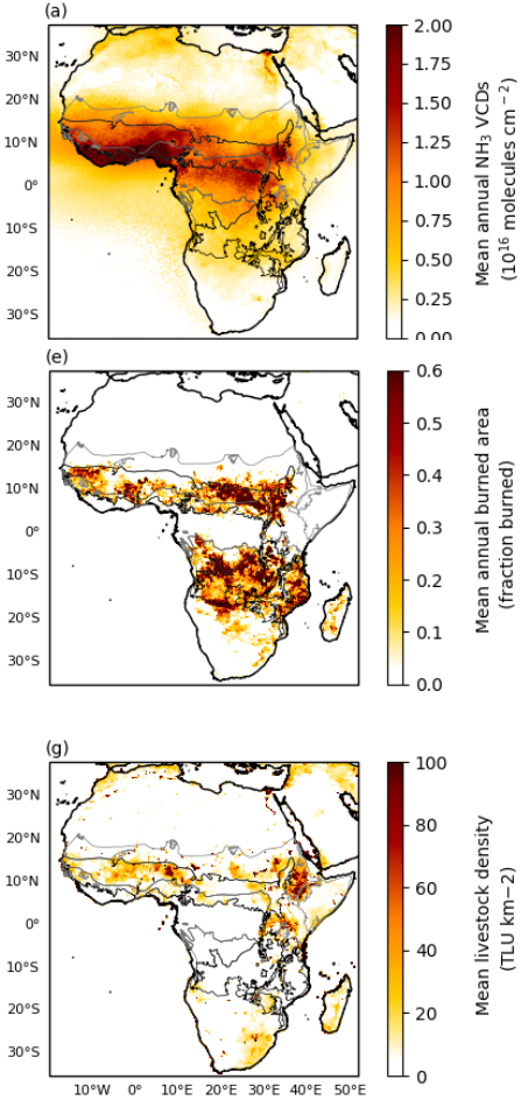 (a)
30°N
20°N
10°N
0°
10°S
20°S
30°S
2.00
1.75
1.50
1.25
1.00
0.75
0.50
0.25
0.00
Mean annual NH₃ VCDs
(10¹⁶ molecules cm⁻²)
(e)
30°N
20°N
10°N
0°
10°S
20°S
30°S
0.6
0.5
0.4
0.3
0.2
0.1
0.0
Mean annual burned area
(fraction burned)
(g)
30°N
20°N
10°N
0°
10°S
20°S
30°S
10°W 0° 10°E 20°E 30°E 40°E 50°E
100
80
60
40
20
0
Mean livestock density
(TLU km−2)